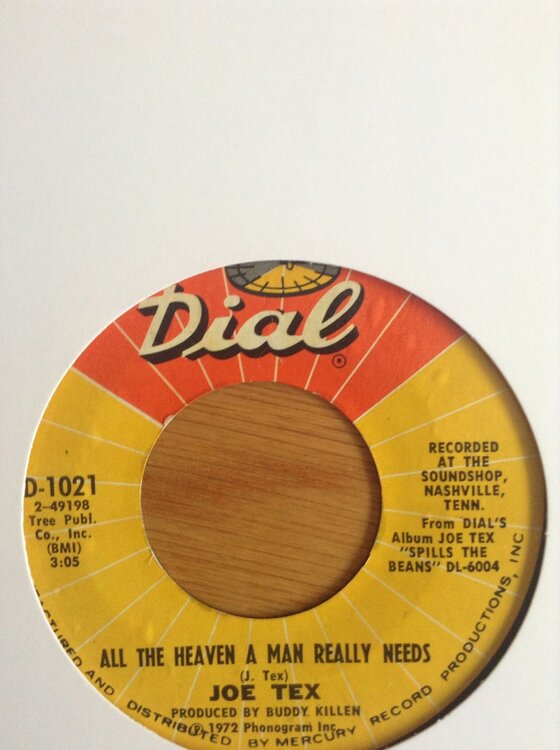 Dial
®
D-1021
2-49198
Tree Publ.
Co., Inc.
(BMI)
3:05
RECORDED
AT THE
SOUNDSHOP,
NASHVILLE,
TENN.
From DIAL'S
Album JOE TEX
"SPILLS THE
BEANS" DL-6004
ALL THE HEAVEN A MAN REALLY NEEDS
(J. Tex)
JOE TEX
PRODUCED BY BUDDY KILLEN
℗ 1972 Phonogram Inc.
AND DISTRIBUTED BY MERCURY RECORD PRODUCTIONS, INC